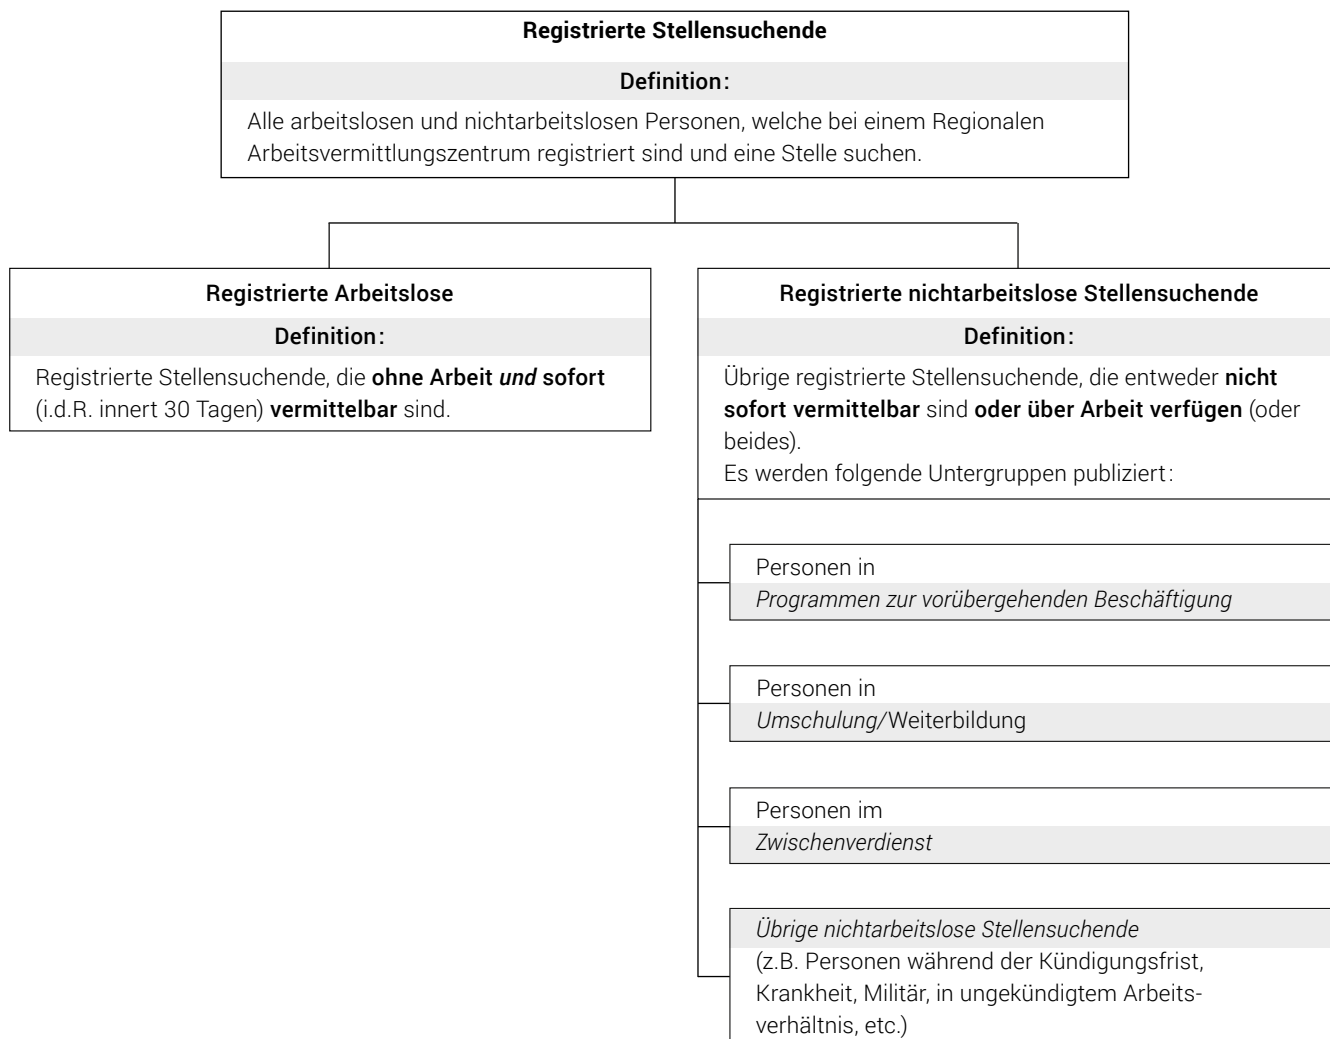 Registrierte Stellensuchende
Definition:
Alle arbeitslosen und nichtarbeitslosen Personen, welche bei einem Regionalen
Arbeitsvermittlungszentrum registriert sind und eine Stelle suchen.
Registrierte Arbeitslose
Definition:
Registrierte Stellensuchende, die ohne Arbeit und sofort
(i.d.R. innert 30 Tagen) vermittelbar sind.
Registrierte nichtarbeitslose Stellensuchende
Definition:
Übrige registrierte Stellensuchende, die entweder nicht
sofort vermittelbar sind oder über Arbeit verfügen (oder
beides).
Es werden folgende Untergruppen publiziert:
Personen in
Programmen zur vorübergehenden Beschäftigung
Personen in
Umschulung/Weiterbildung
Personen im
Zwischenverdienst
Übrige nichtarbeitslose Stellensuchende
(z.B. Personen während der Kündigungsfrist,
Krankheit, Militär, in ungekündigtem Arbeits-
verhältnis, etc.)